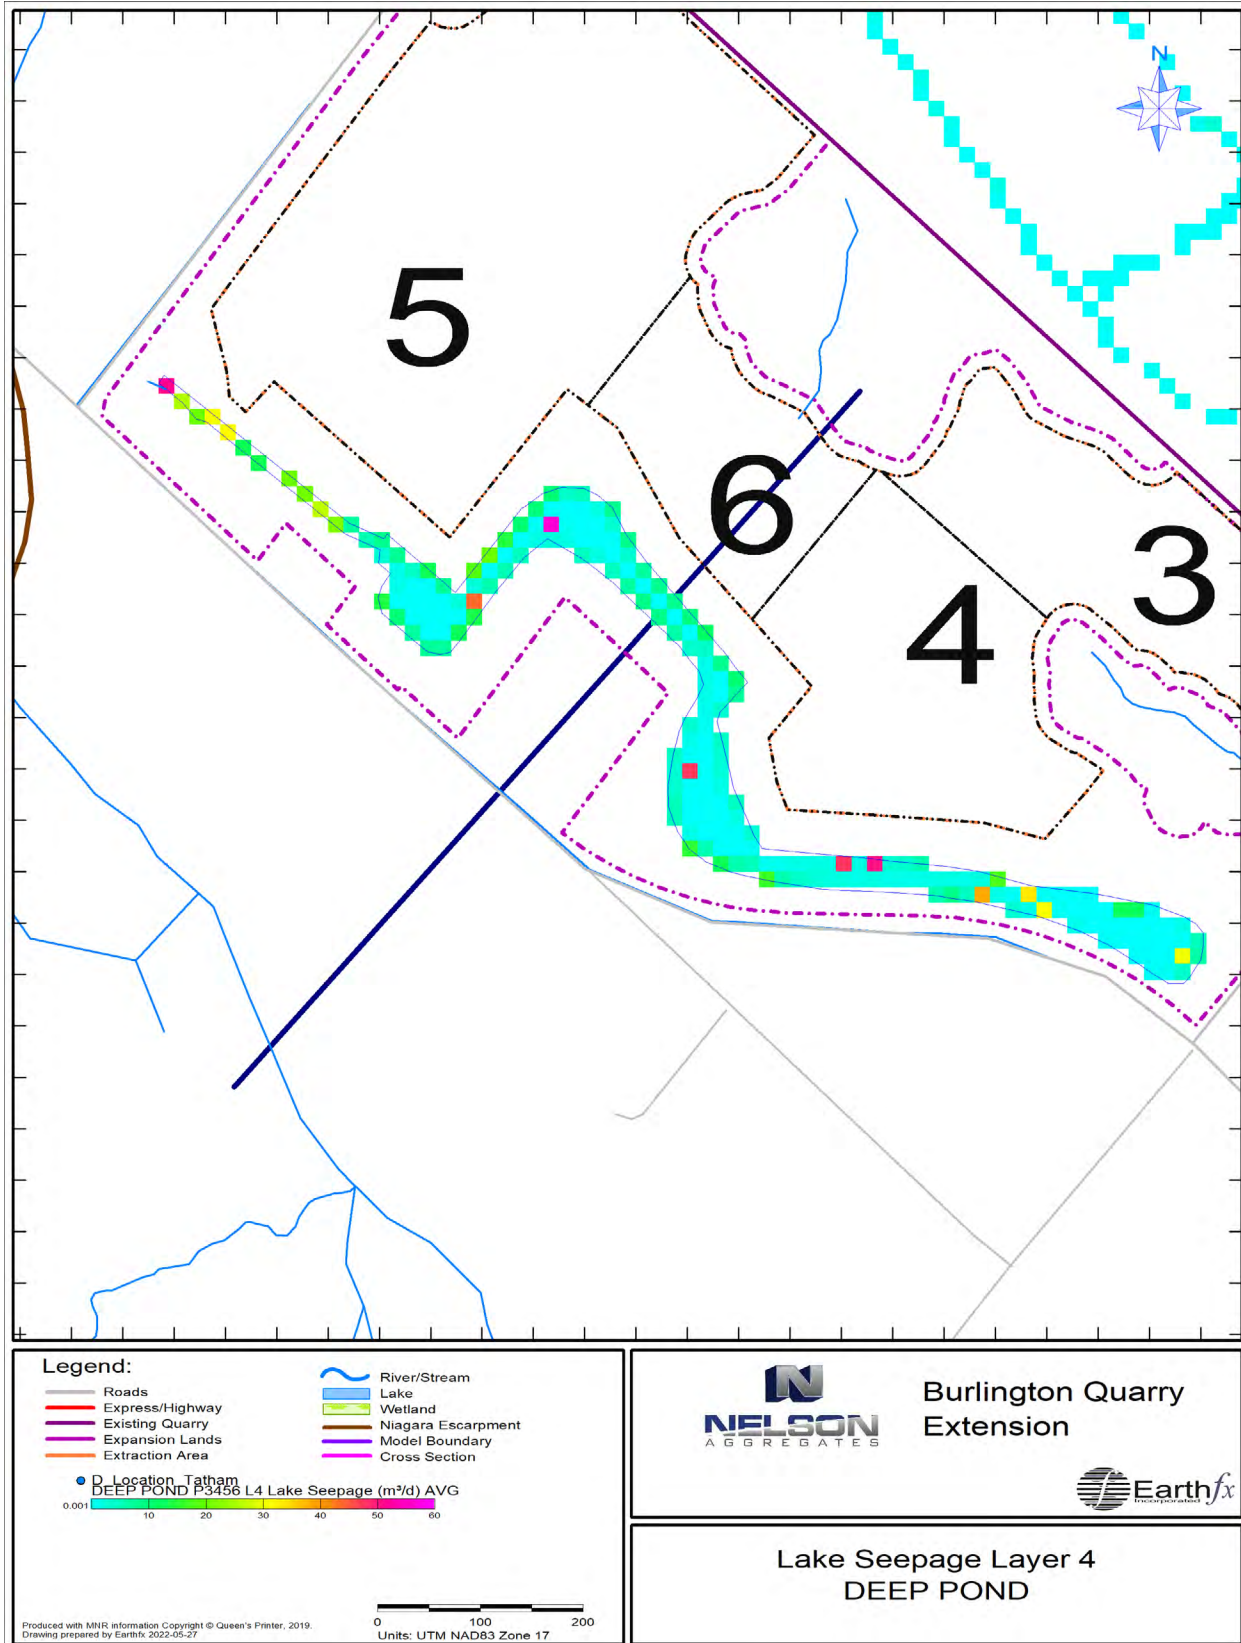 N
5
6
3
4
Legend:
Roads
Express/Highway
Existing Quarry
Expansion Lands
Extraction Area
River/Stream
Lake
Wetland
Niagara Escarpment
Model Boundary
Cross Section
D_Location_Tatham
DEEP POND P3456 L4 Lake Seepage (m³/d) AVG
0.001
10 20 30 40 50 60
0 100 200
Units: UTM NAD83 Zone 17
Produced with MNR information Copyright © Queen's Printer, 2019.
Drawing prepared by Earthfx 2022-05-27
NELSON
AGGREGATES
Burlington Quarry
Extension
Earthfx
Incorporated
Lake Seepage Layer 4
DEEP POND